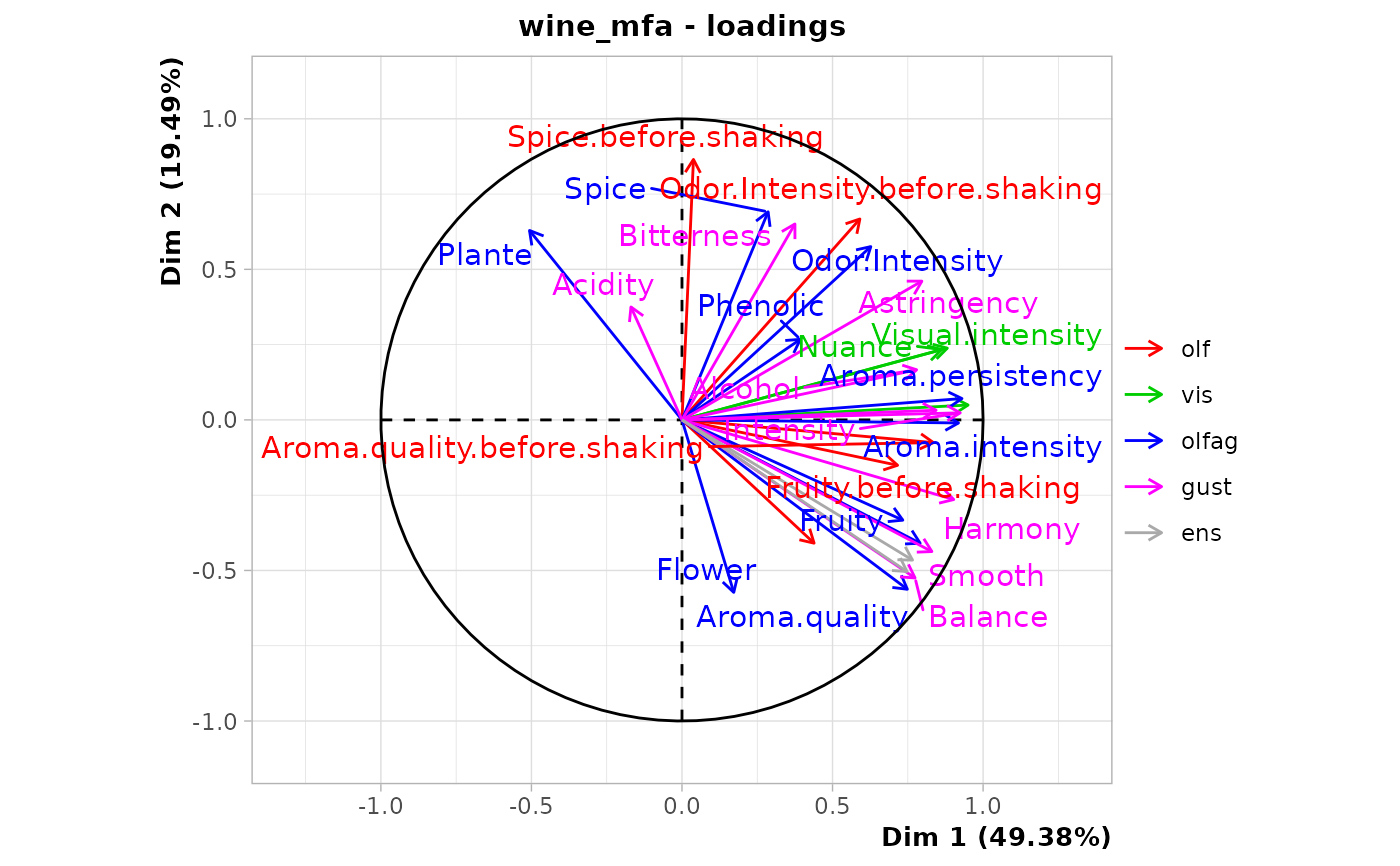 wine_mfa - loadings
Dim 2 (19.49%)
1.0
0.5
0.0
-0.5
-1.0
Spice.before.shaking
Spice
Odor.Intensity.before.shaking
Bitterness
Plante
Odor.Intensity
Acidity
Phenolic
Astringency
Visual.intensity
Nuance
Aroma.persistency
Alcohol
Intensity
Aroma.quality.before.shaking
Aroma.intensity
Fruity.before.shaking
Fruity
Harmony
Flower
Smooth
Aroma.quality
Balance
olf
vis
olfag
gust
ens
-1.0
-0.5
0.0
0.5
1.0
Dim 1 (49.38%)